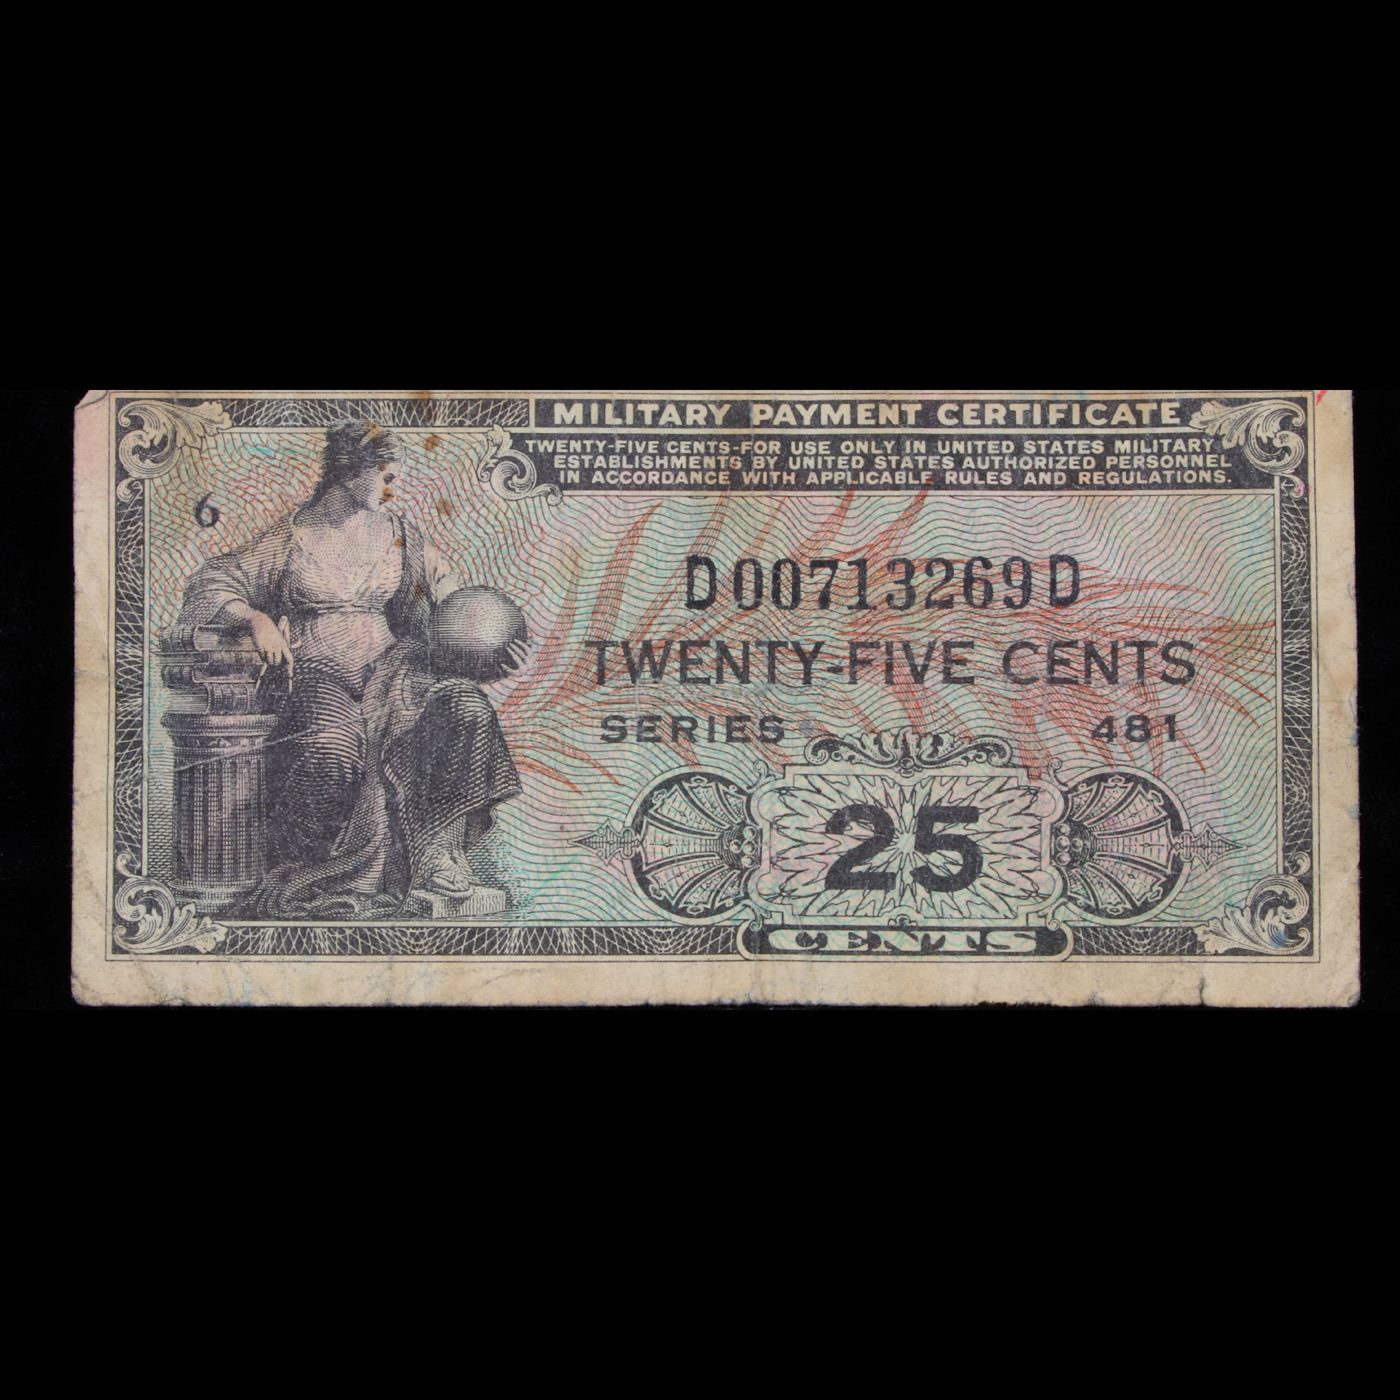 MILITARY PAYMENT CERTIFICATE
TWENTY-FIVE CENTS-FOR USE ONLY IN UNITED STATES MILITARY
ESTABLISHMENTS BY UNITED STATES AUTHORIZED PERSONNEL
IN ACCORDANCE WITH APPLICABLE RULES AND REGULATIONS.
6
D00713269D
TWENTY-FIVE CENTS
SERIES 481
25
CENTS